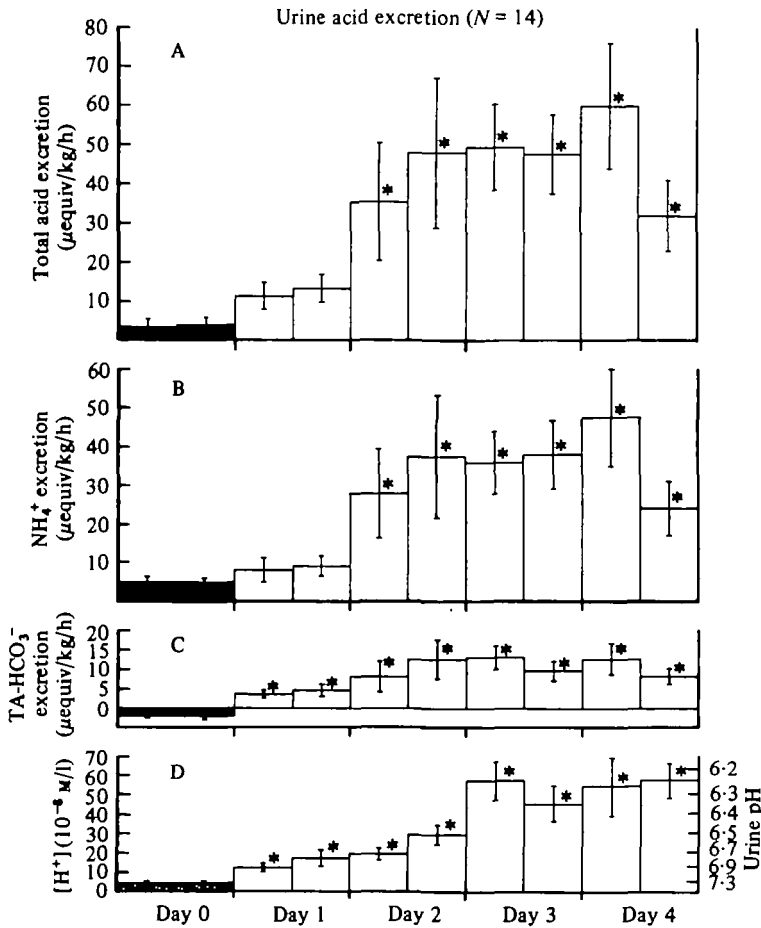 Urine acid excretion (N = 14)
A
Total acid excretion
(μequiv/kg/h)
80
70
60
50
40
30
20
10
B
NH₄⁺ excretion
(μequiv/kg/h)
60
50
40
30
20
10
C
TA-HCO₃⁻
excretion
(μequiv/kg/h)
20
15
10
5
0
D
[H⁺] (10⁻⁸ M/l)
70
60
50
40
30
20
10
0
6·2
6·3
6·4
6·5
6·7
6·9
7·3
Urine pH
Day 0 Day 1 Day 2 Day 3 Day 4